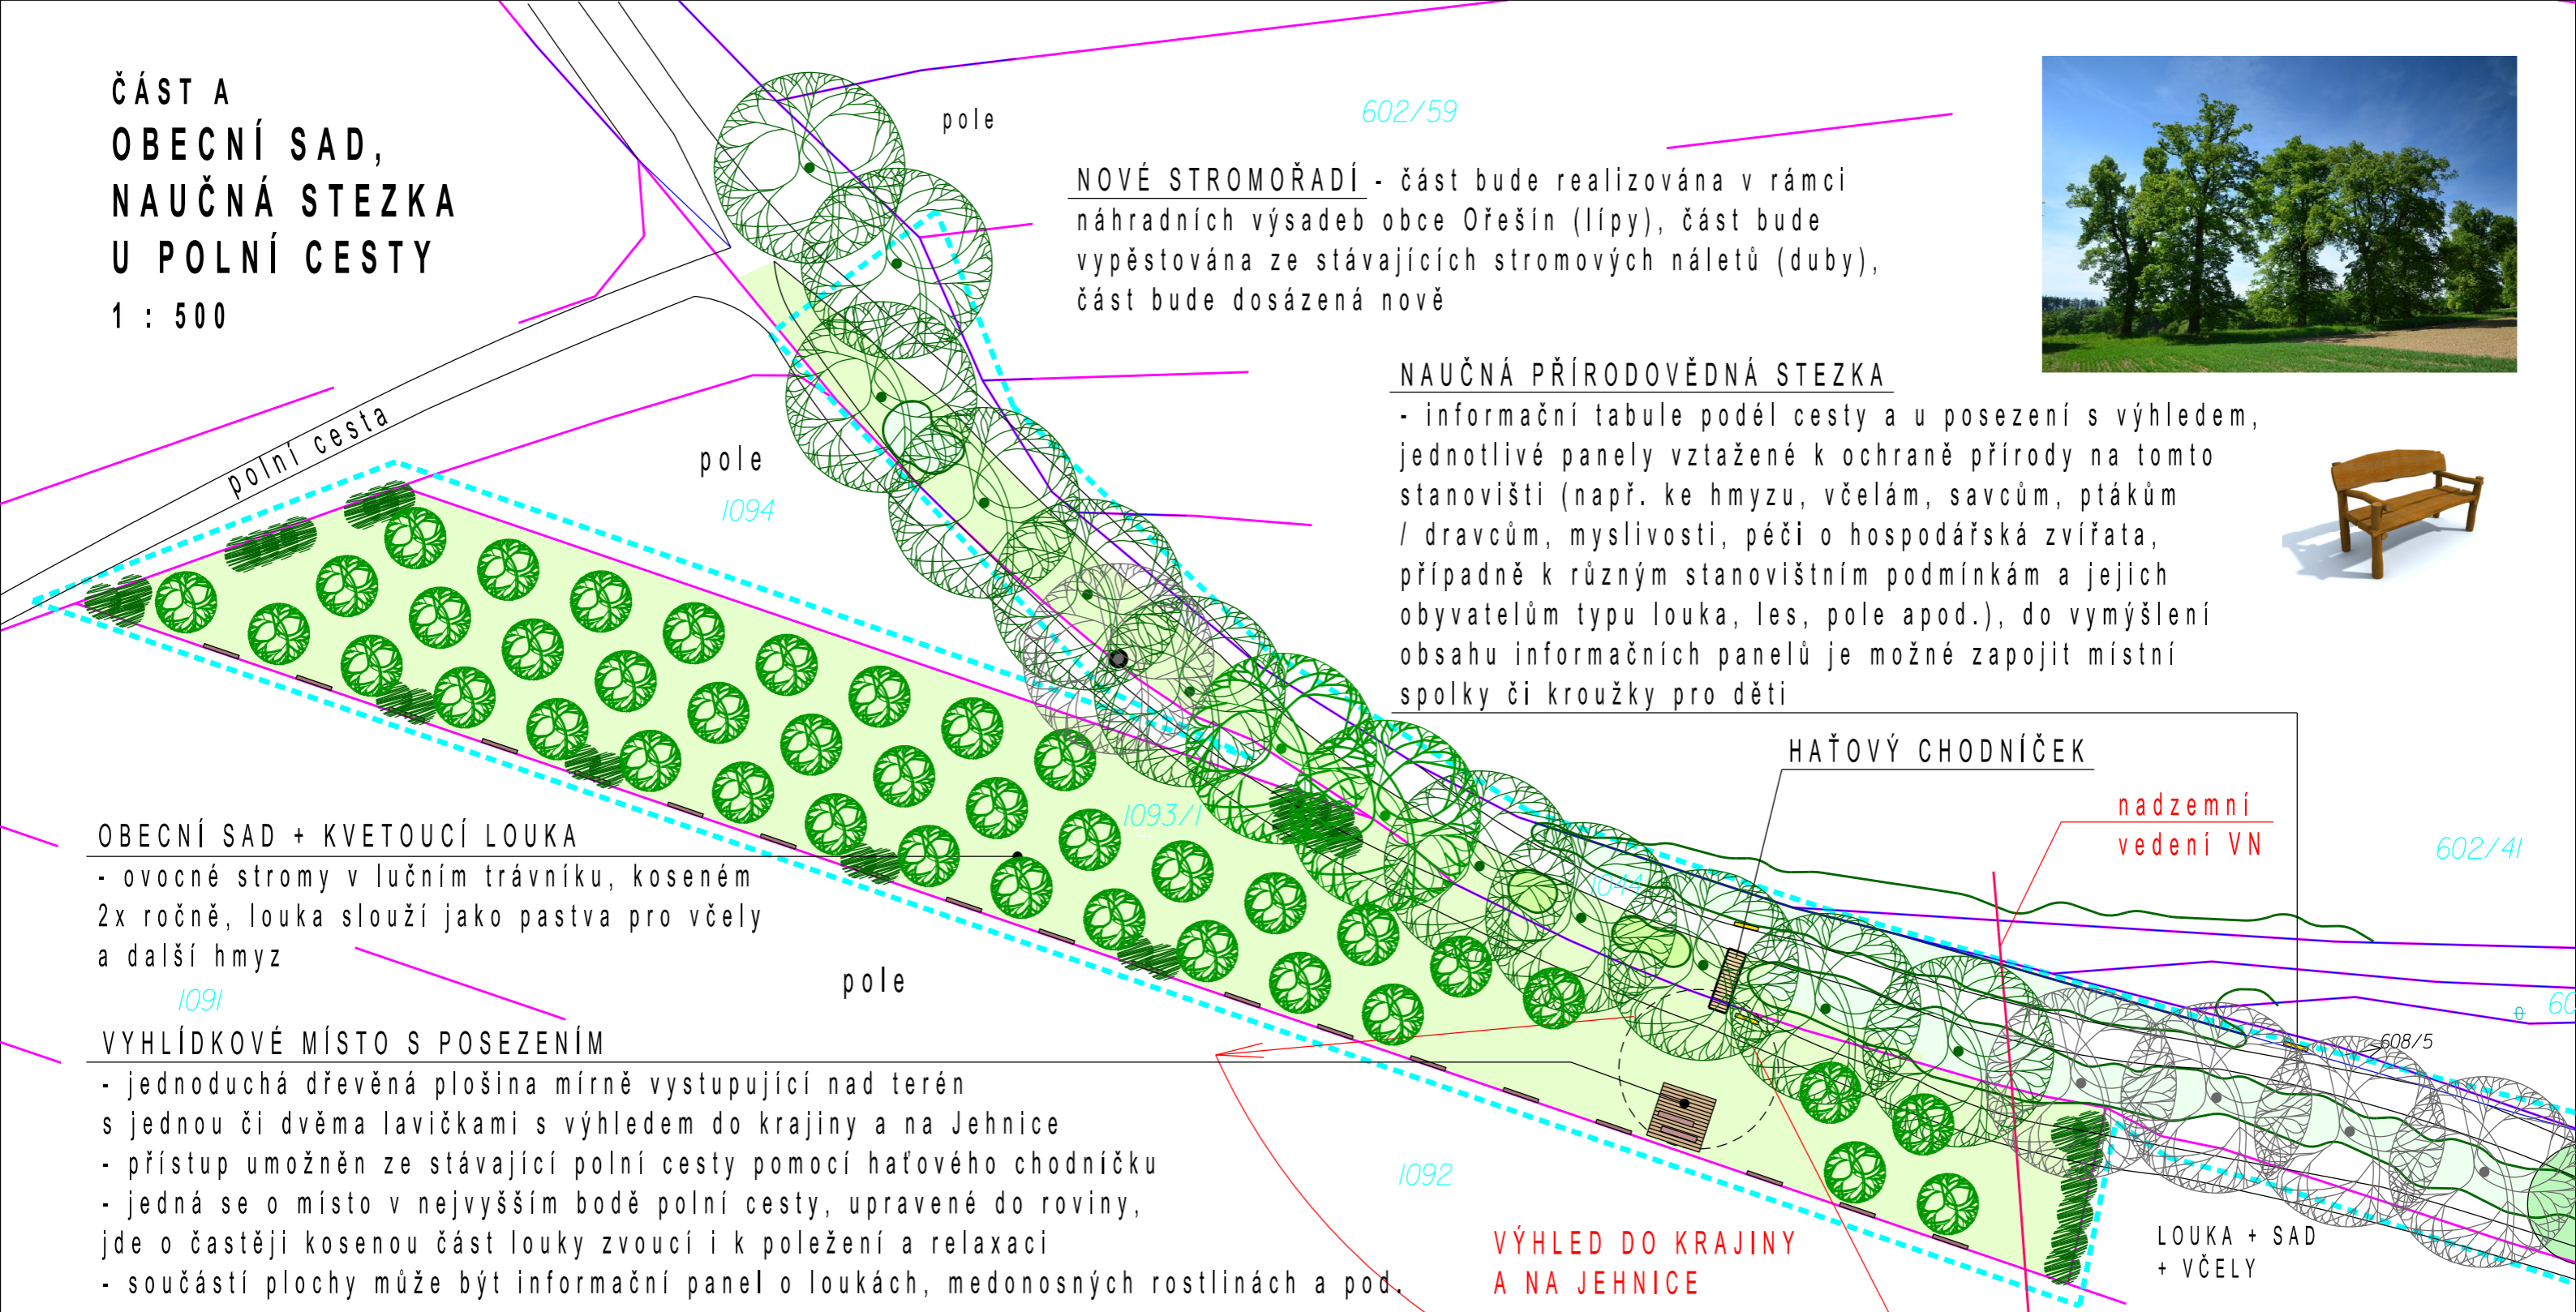 ČÁST A
OBECNÍ SAD,
NAUČNÁ STEZKA
U POLNÍ CESTY
1 : 500
pole
602/59
NOVÉ STROMOŘADÍ - část bude realizována v rámci
náhradních výsadeb obce Ořešín (lípy), část bude
vypěstována ze stávajících stromových náletů (duby),
část bude dosázená nově
NAUČNÁ PŘÍRODOVĚDNÁ STEZKA
- informační tabule podél cesty a u posezení s výhledem,
jednotlivé panely vztažené k ochraně přírody na tomto
stanovišti (např. ke hmyzu, včelám, savcům, ptákům
/ dravcům, myslivosti, péči o hospodářská zvířata,
případně k různým stanovištním podmínkám a jejich
obyvatelům typu louka, les, pole apod.), do vymýšlení
obsahu informačních panelů je možné zapojit místní
spolky či kroužky pro děti
polní cesta
pole
1094
HAŤOVÝ CHODNÍČEK
nadzemní
vedení VN
602/41
1093/1
1044
OBECNÍ SAD + KVETOUCÍ LOUKA
- ovocné stromy v lučním trávníku, koseném
2x ročně, louka slouží jako pastva pro včely
a další hmyz
pole
1091
60
608/5
VYHLÍDKOVÉ MÍSTO S POSEZENÍM
- jednoduchá dřevěná plošina mírně vystupující nad terén
s jednou či dvěma lavičkami s výhledem do krajiny a na Jehnice
- přístup umožněn ze stávající polní cesty pomocí haťového chodníčku
- jedná se o místo v nejvyšším bodě polní cesty, upravené do roviny,
jde o častěji kosenou část louky zvoucí i k poležení a relaxaci
- součástí plochy může být informační panel o loukách, medonosných rostlinách a pod.
1092
VÝHLED DO KRAJINY
A NA JEHNICE
LOUKA + SAD
+ VČELY